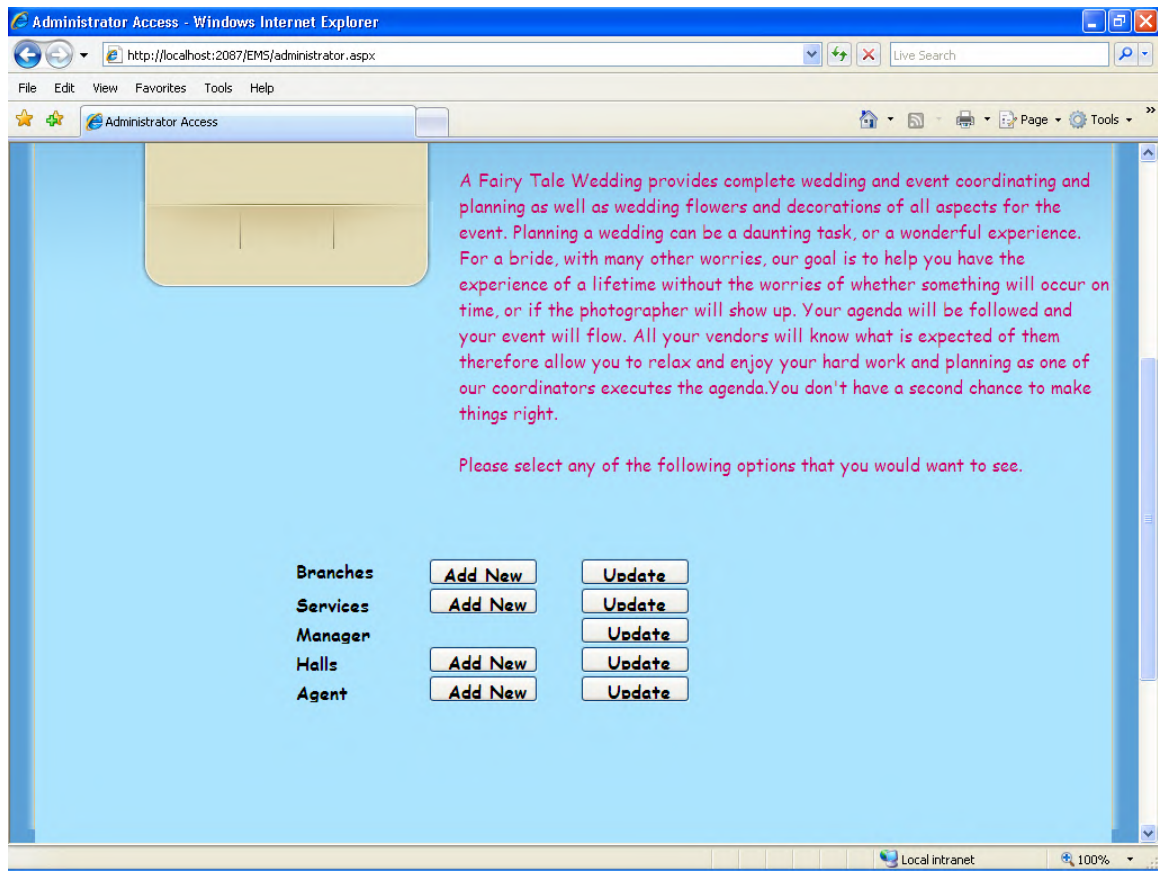 Administrator Access - Windows Internet Explorer
http://localhost:2087/EMS/administrator.aspx
Live Search
File Edit View Favorites Tools Help
Administrator Access
Page Tools »
A Fairy Tale Wedding provides complete wedding and event coordinating and
planning as well as wedding flowers and decorations of all aspects for the
event. Planning a wedding can be a daunting task, or a wonderful experience.
For a bride, with many other worries, our goal is to help you have the
experience of a lifetime without the worries of whether something will occur on
time, or if the photographer will show up. Your agenda will be followed and
your event will flow. All your vendors will know what is expected of them
therefore allow you to relax and enjoy your hard work and planning as one of
our coordinators executes the agenda.You don't have a second chance to make
things right.
Please select any of the following options that you would want to see.
Branches Add New Update
Services Add New Update
Manager Update
Halls Add New Update
Agent Add New Update
Local intranet 100%